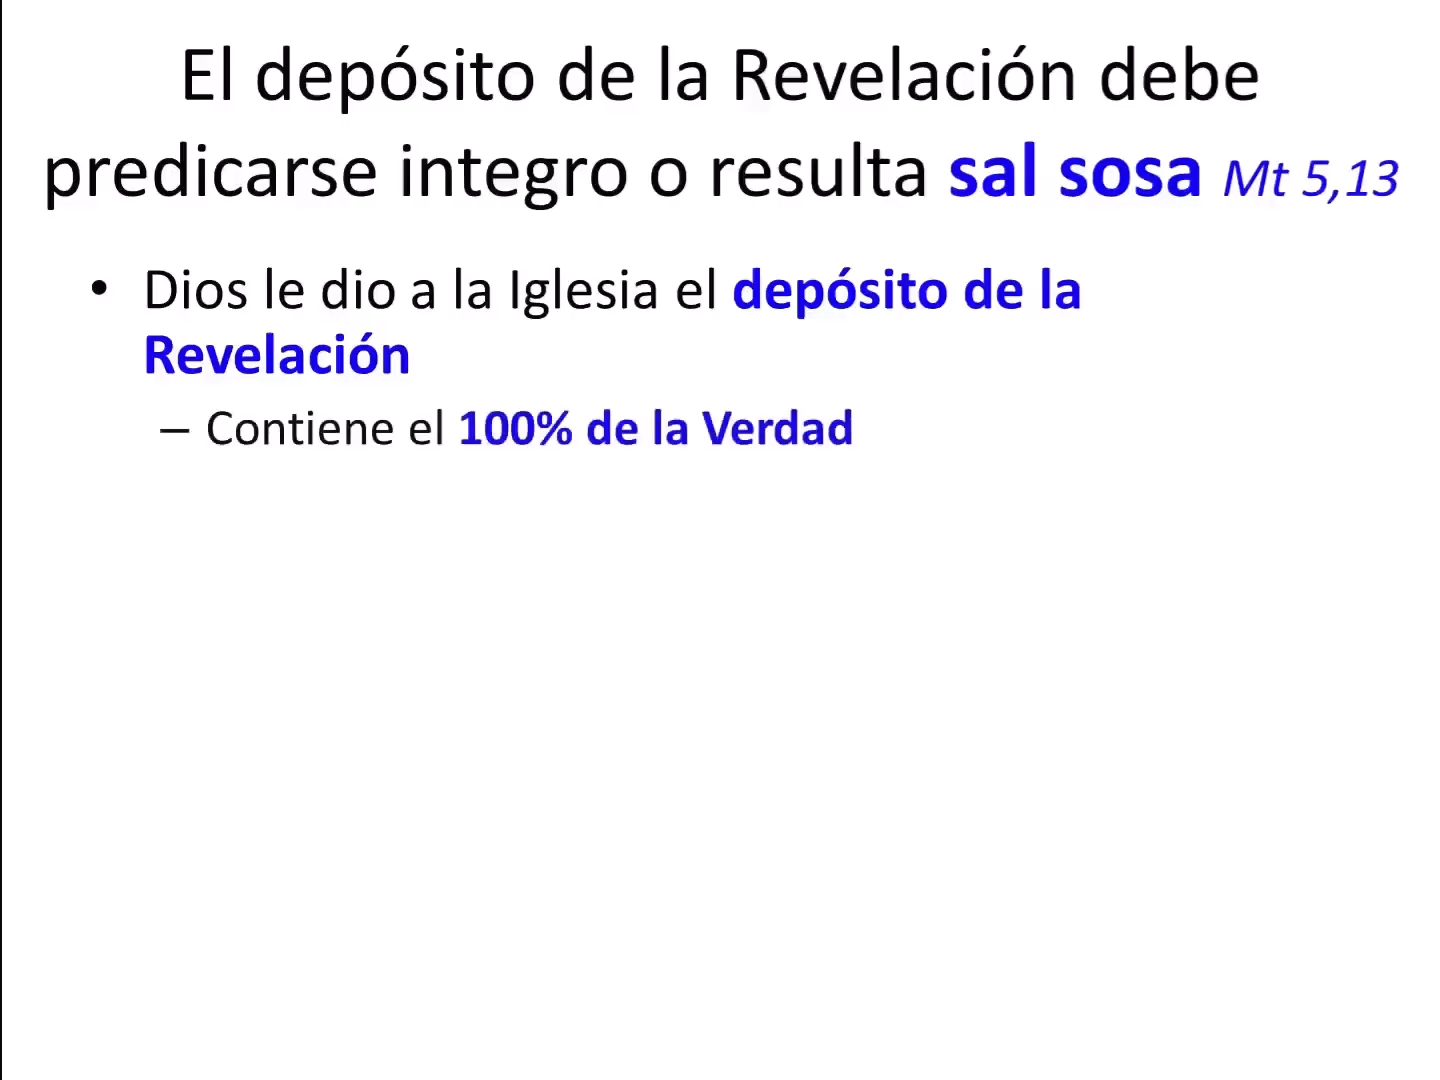 El depósito de la Revelación debe
predicarse integro o resulta sal sosa Mt 5,13
• Dios le dio a la Iglesia el depósito de la
Revelación
– Contiene el 100% de la Verdad